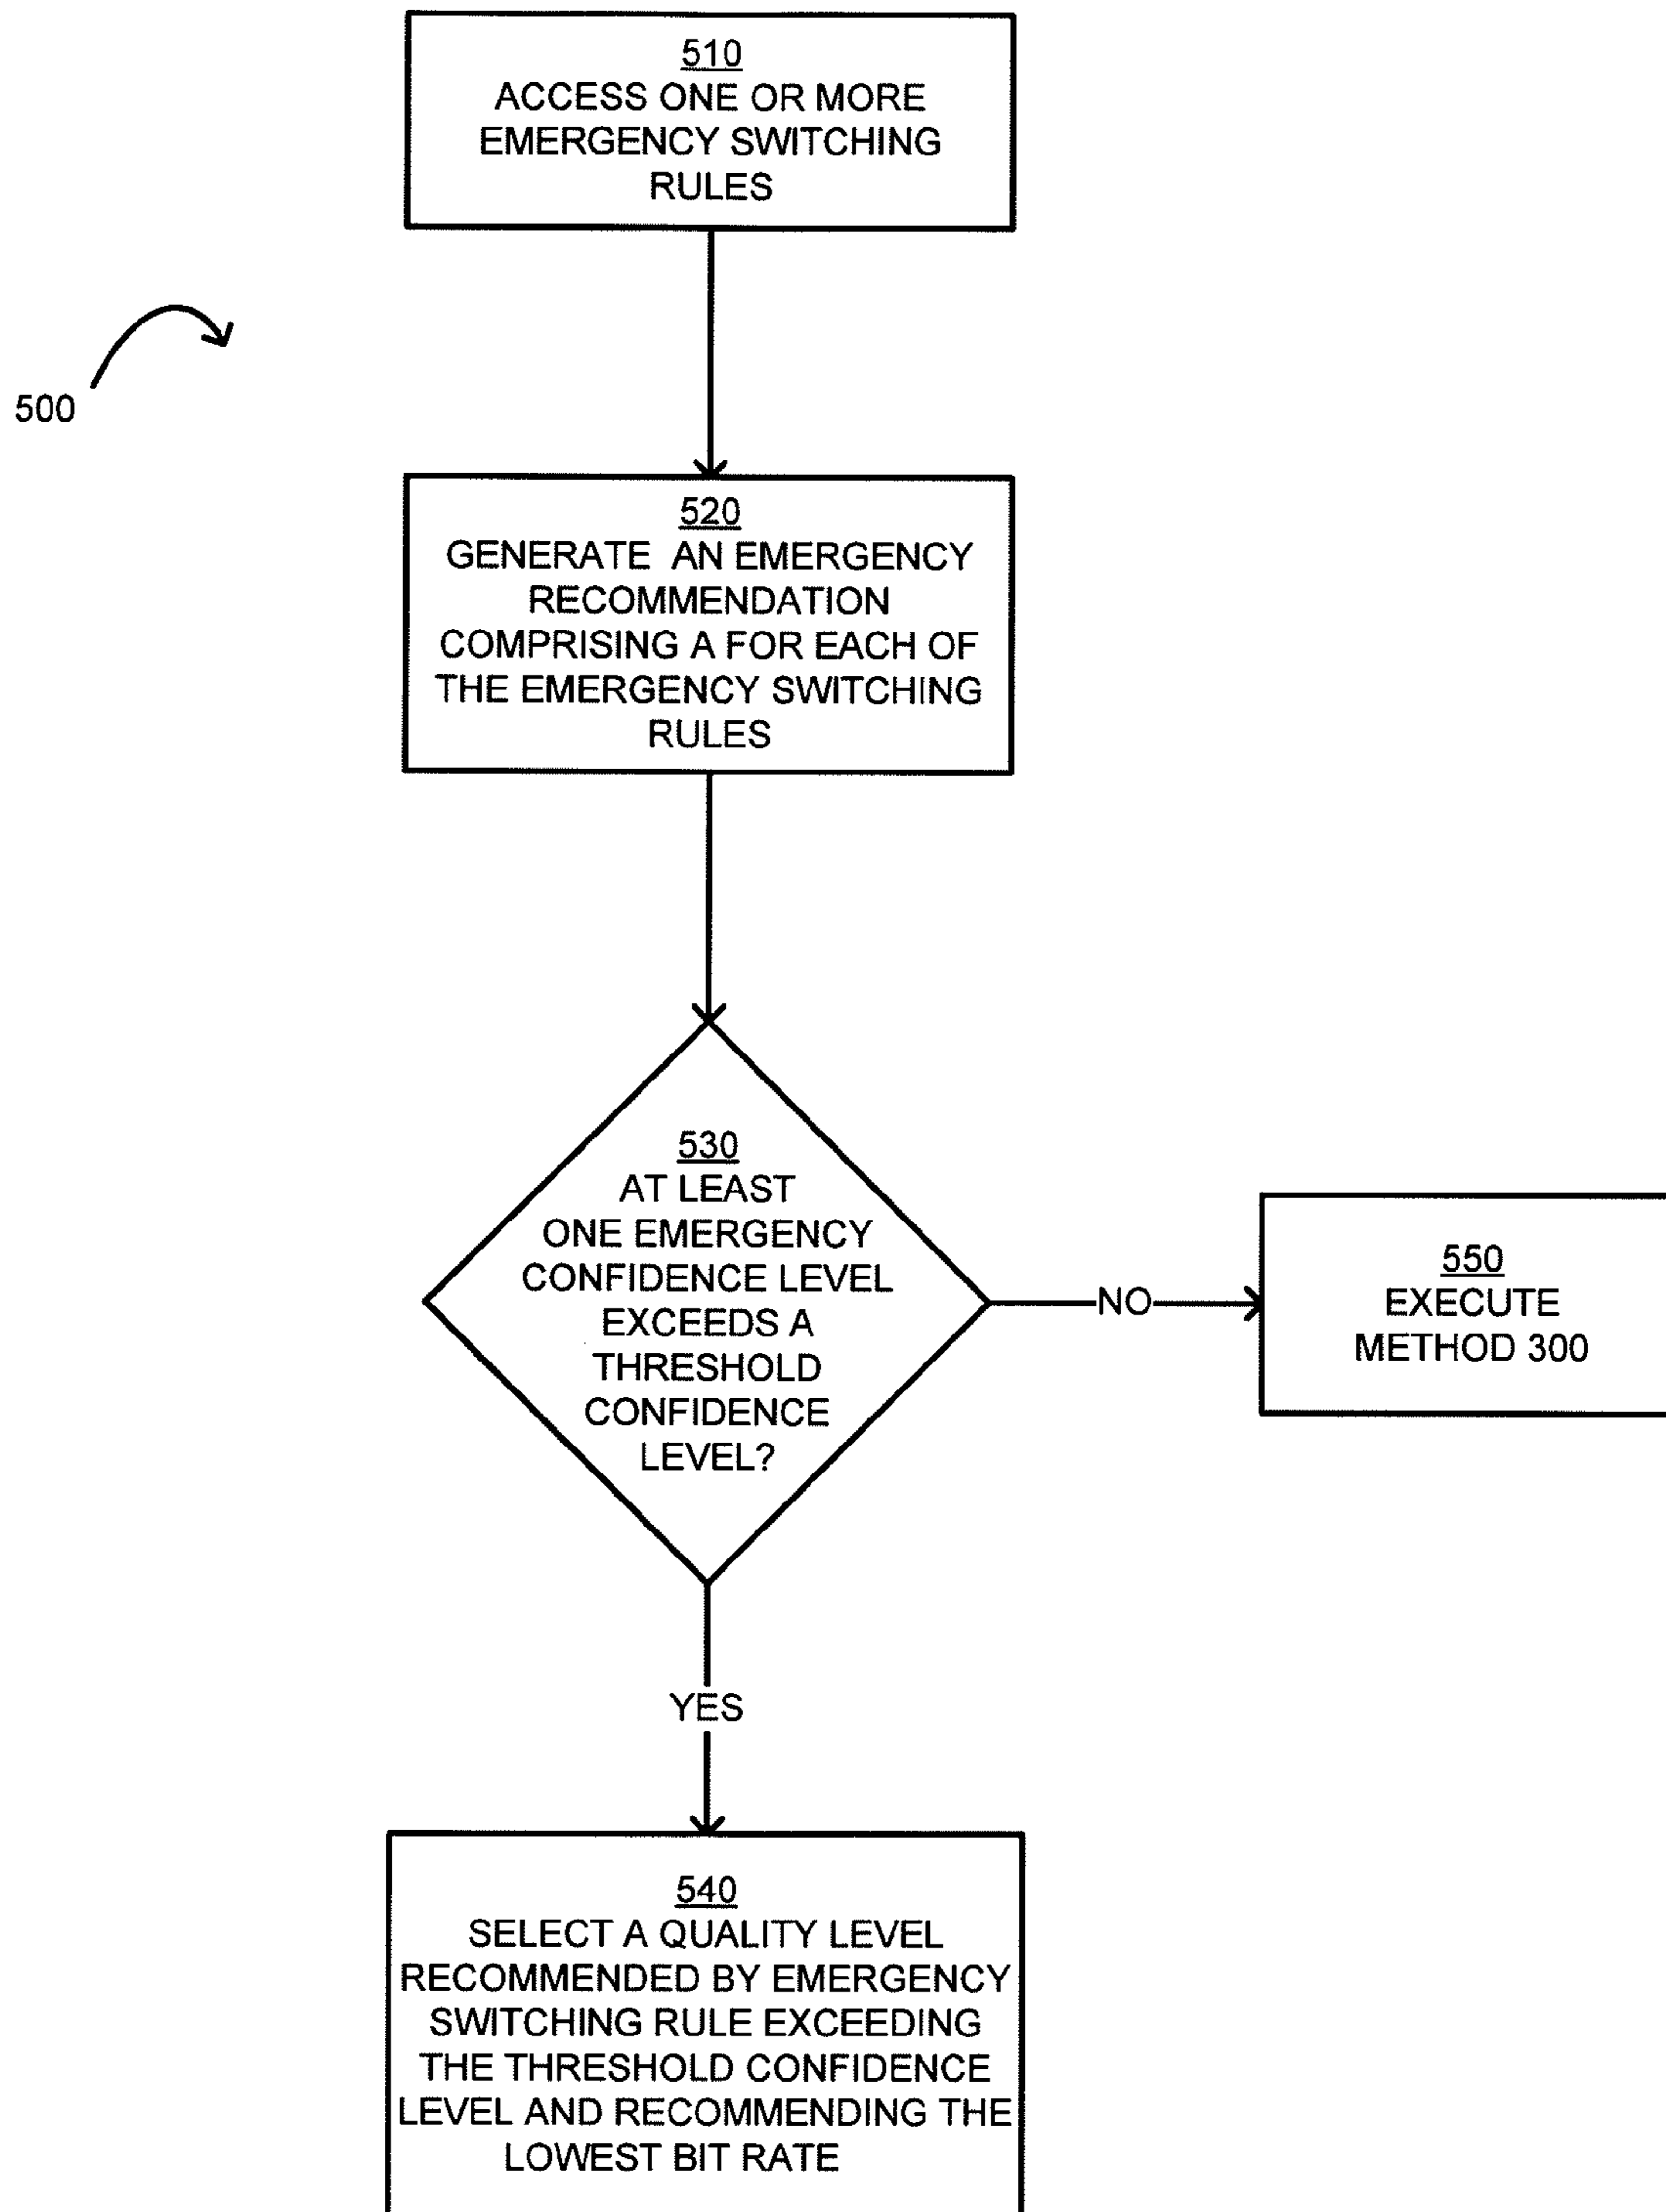 510
ACCESS ONE OR MORE
EMERGENCY SWITCHING
RULES
500
520
GENERATE AN EMERGENCY
RECOMMENDATION
COMPRISING A FOR EACH OF
THE EMERGENCY SWITCHING
RULES
530
AT LEAST
ONE EMERGENCY
CONFIDENCE LEVEL
EXCEEDS A
THRESHOLD
CONFIDENCE
LEVEL?
NO
550
EXECUTE
METHOD 300
YES
540
SELECT A QUALITY LEVEL
RECOMMENDED BY EMERGENCY
SWITCHING RULE EXCEEDING
THE THRESHOLD CONFIDENCE
LEVEL AND RECOMMENDING THE
LOWEST BIT RATE